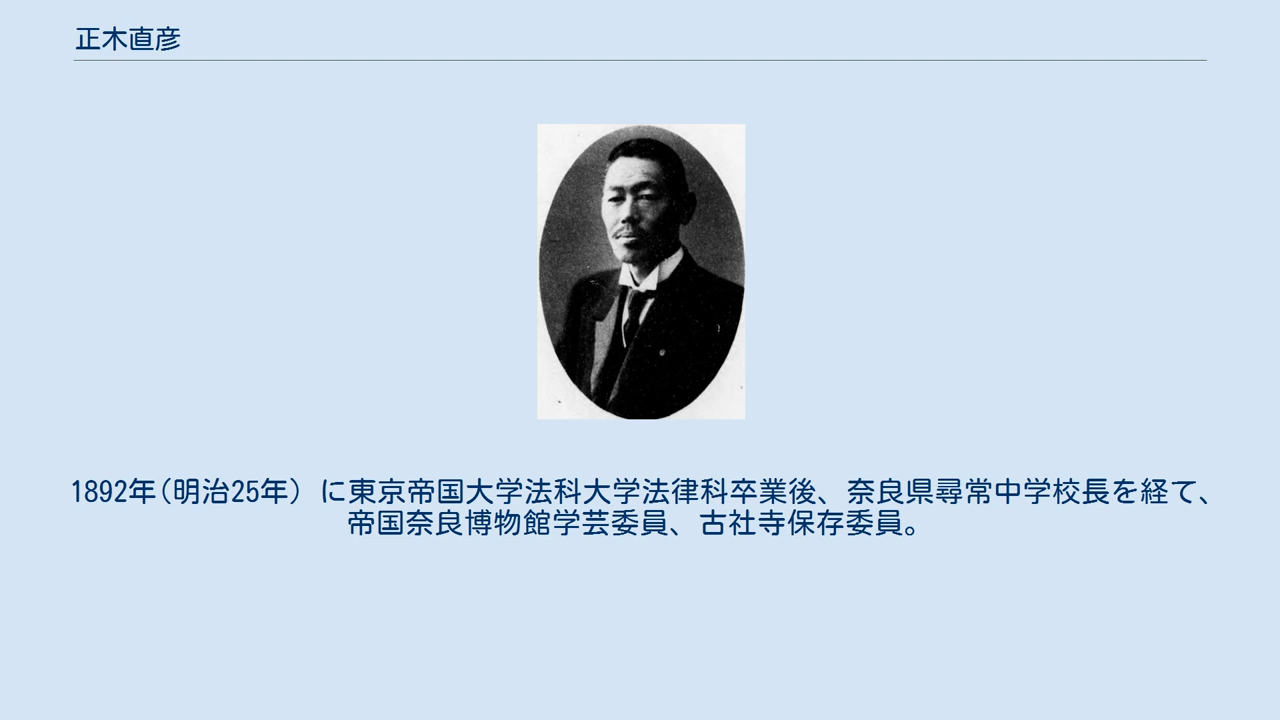 正木直彦
1892年(明治25年) に東京帝国大学法科大学法律科卒業後、奈良県尋常中学校長を経て、
帝国奈良博物館学芸委員、古社寺保存委員。